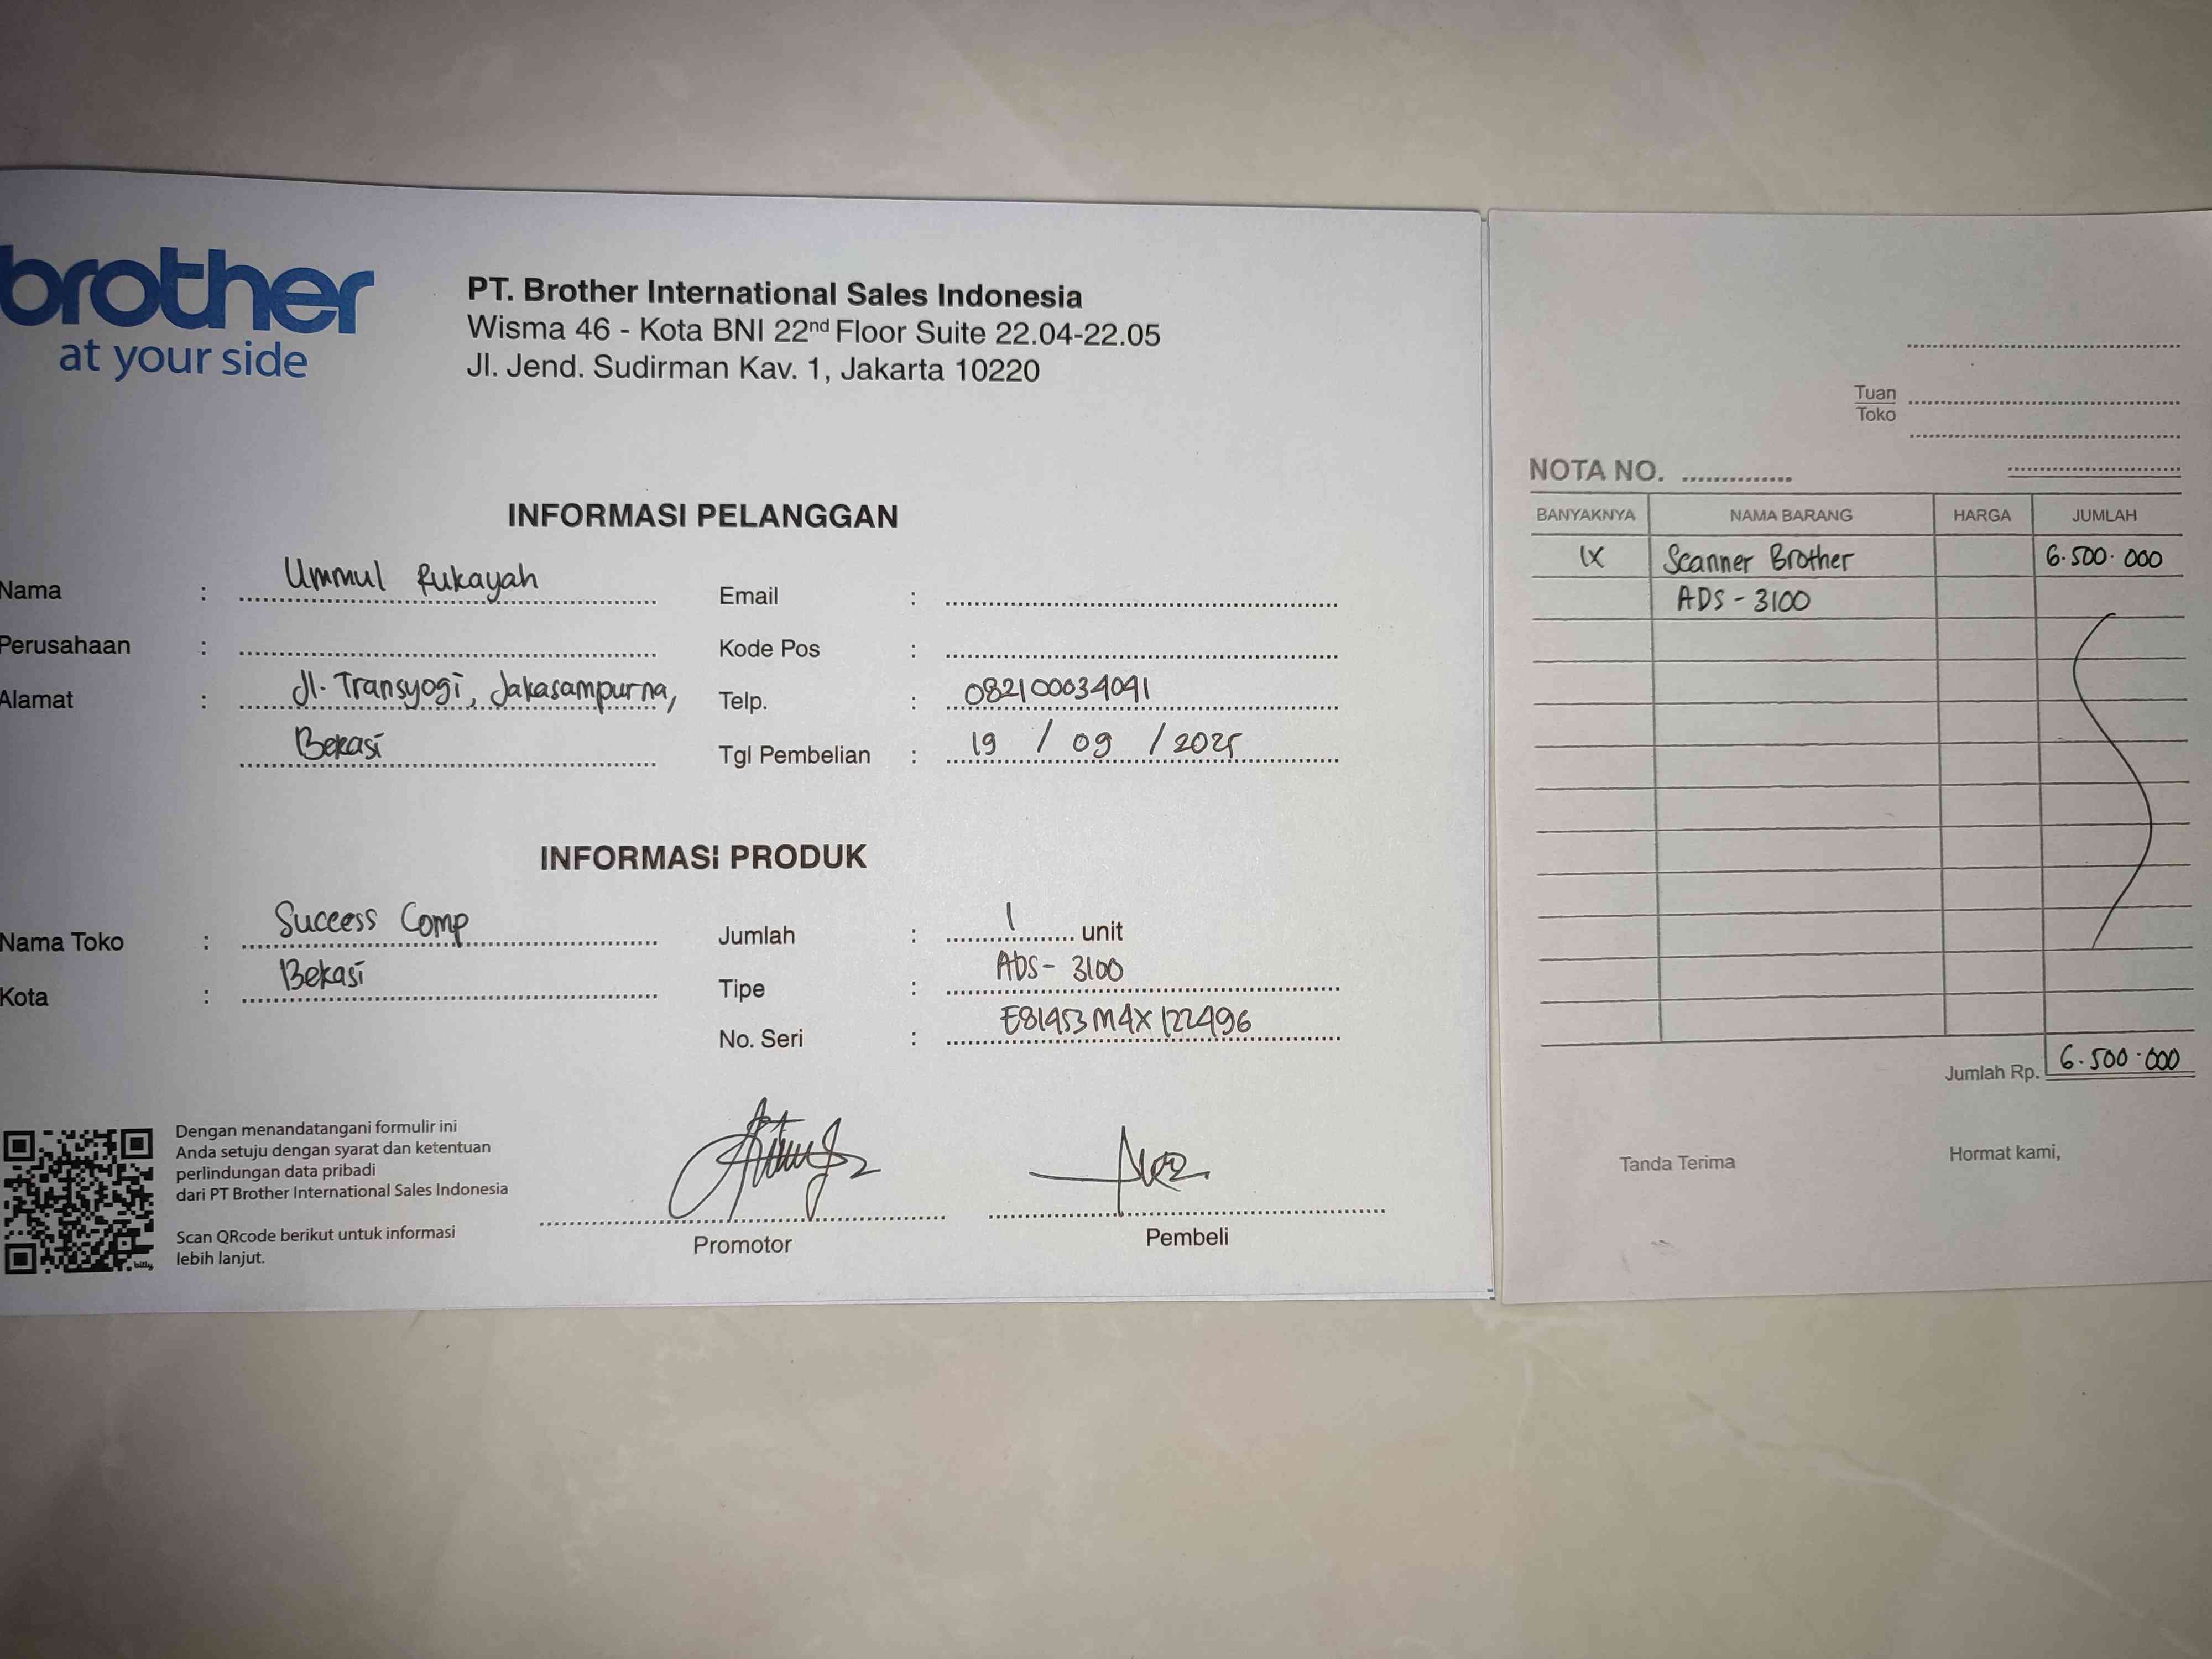 brother
at your side
PT. Brother International Sales Indonesia
Wisma 46 - Kota BNI 22nd Floor Suite 22.04-22.05
Jl. Jend. Sudirman Kav. 1, Jakarta 10220
INFORMASI PELANGGAN
Nama : Ummul Rukayah
Perusahaan :
Alamat : Jl. Transyogi, Jakasampurna,
Bekasi
Email :
Kode Pos :
Telp. : 082100034041
Tgl Pembelian : 19 / 09 / 2025
INFORMASI PRODUK
Nama Toko : Success Comp
Kota : Bekasi
Jumlah : 1 unit
Tipe : ADS - 3100
No. Seri : E81953M4X122496
Dengan menandatangani formulir ini
Anda setuju dengan syarat dan ketentuan
perlindungan data pribadi
dari PT Brother International Sales Indonesia
Scan QRcode berikut untuk informasi
lebih lanjut.
bitly
Promotor
Pembeli
Tuan
Toko
NOTA NO.
BANYAKNYA NAMA BARANG HARGA JUMLAH
1X Scanner Brother 6.500.000
ADS - 3100
Jumlah Rp. 6.500.000
Tanda Terima
Hormat kami,